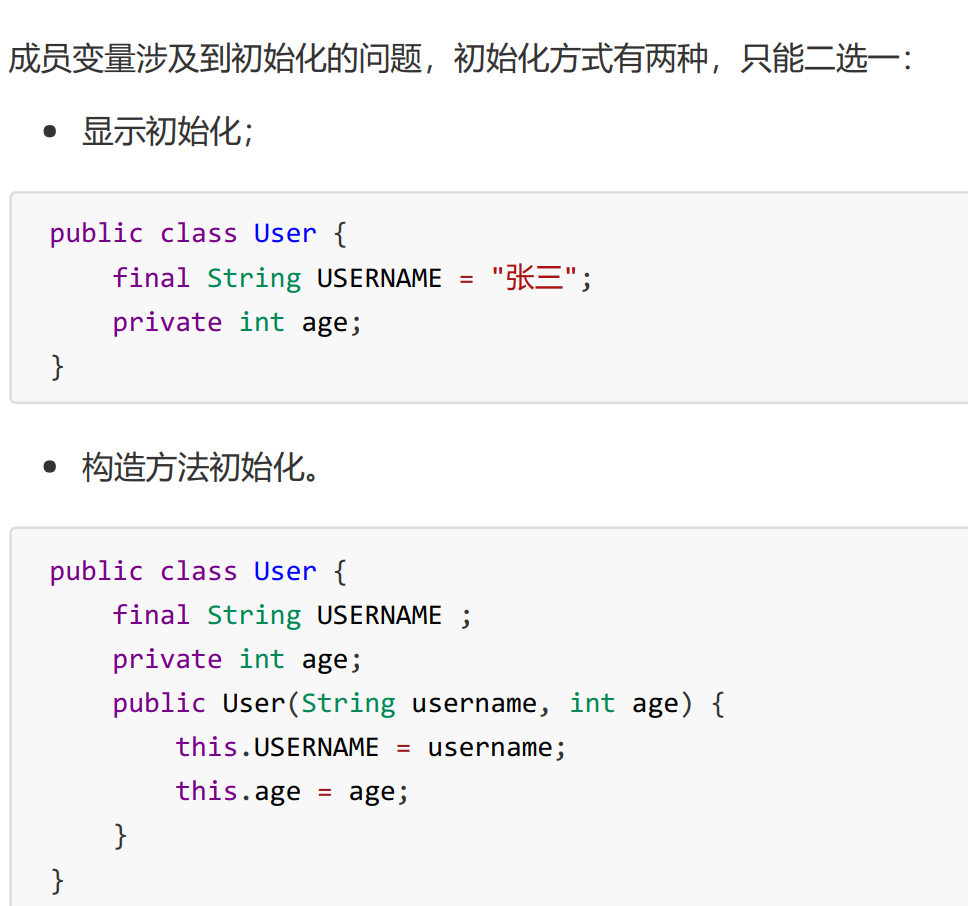 成员变量涉及到初始化的问题，初始化方式有两种，只能二选一：
• 显示初始化；
public class User {
    final String USERNAME = "张三";
    private int age;
}
• 构造方法初始化。
public class User {
    final String USERNAME ;
    private int age;
    public User(String username, int age) {
        this.USERNAME = username;
        this.age = age;
    }
}